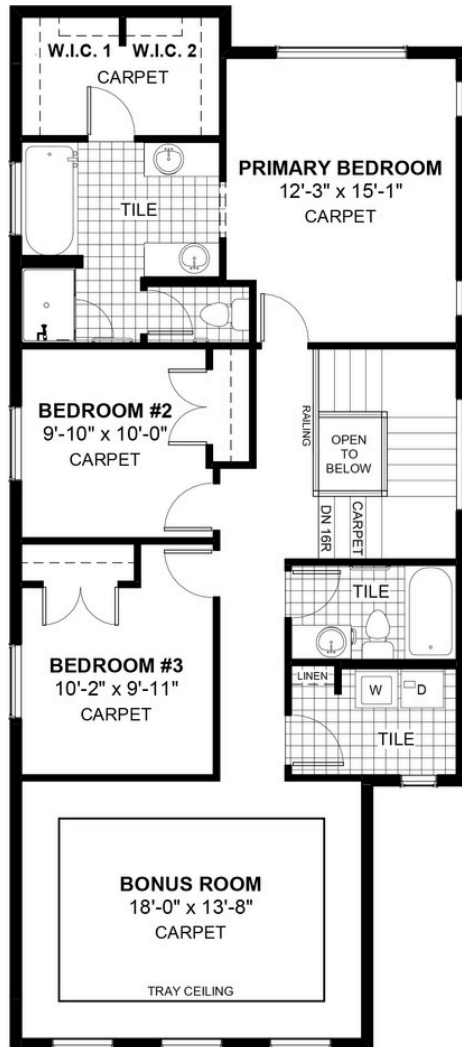 W.I.C. 1 W.I.C. 2
CARPET
PRIMARY BEDROOM
12'-3" x 15'-1"
CARPET
TILE
BEDROOM #2
9'-10" x 10'-0"
CARPET
RAILING
OPEN
TO
BELOW
DN 16R
CARPET
TILE
BEDROOM #3
10'-2" x 9'-11"
CARPET
LINEN
W
D
TILE
BONUS ROOM
18'-0" x 13'-8"
CARPET
TRAY CEILING